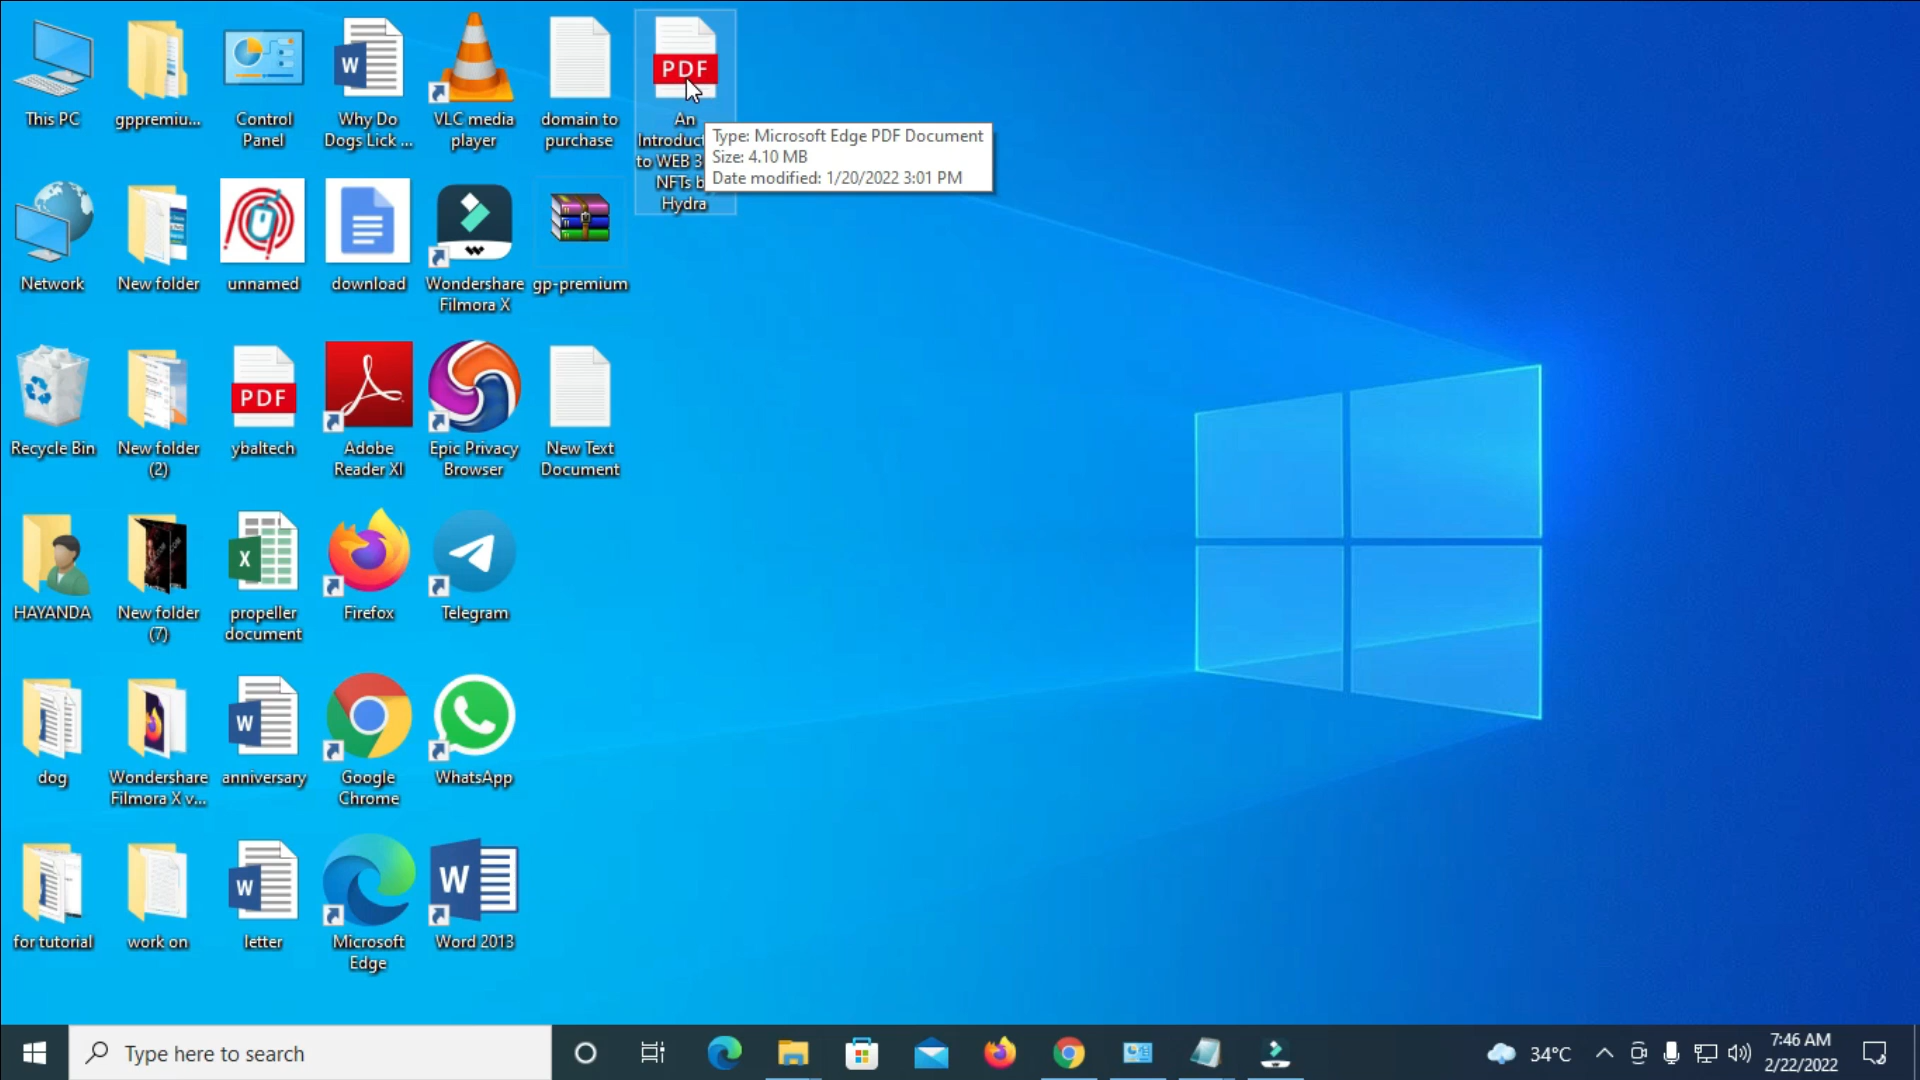 This PC
gppremiu...
Control
Panel
Why Do
Dogs Lick ...
VLC media
player
domain to
purchase
PDF
An
Introduct
to WEB 3
NFTs b
Hydra
Type: Microsoft Edge PDF Document
Size: 4.10 MB
Date modified: 1/20/2022 3:01 PM
Network
New folder
unnamed
download
Wondershare
Filmora X
gp-premium
Recycle Bin
New folder
(2)
PDF
ybaltech
Adobe
Reader XI
Epic Privacy
Browser
New Text
Document
HAYANDA
New folder
(7)
X
propeller
document
Firefox
Telegram
dog
Wondershare
Filmora X v...
W
anniversary
Google
Chrome
WhatsApp
for tutorial
work on
W
letter
Microsoft
Edge
W
Word 2013
Type here to search
34°C
7:46 AM
2/22/2022